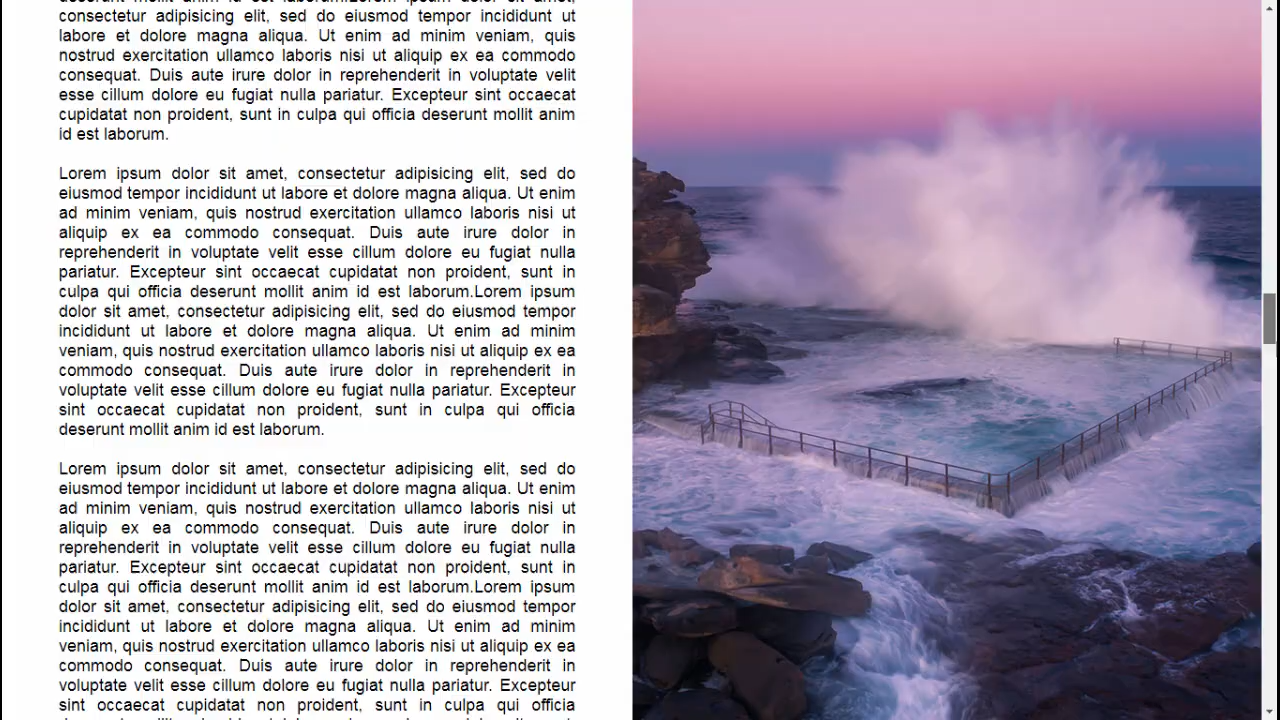 consectetur adipisicing elit, sed do eiusmod tempor incididunt ut
labore et dolore magna aliqua. Ut enim ad minim veniam, quis
nostrud exercitation ullamco laboris nisi ut aliquip ex ea commodo
consequat. Duis aute irure dolor in reprehenderit in voluptate velit
esse cillum dolore eu fugiat nulla pariatur. Excepteur sint occaecat
cupidatat non proident, sunt in culpa qui officia deserunt mollit anim
id est laborum.
Lorem ipsum dolor sit amet, consectetur adipisicing elit, sed do
eiusmod tempor incididunt ut labore et dolore magna aliqua. Ut enim
ad minim veniam, quis nostrud exercitation ullamco laboris nisi ut
aliquip ex ea commodo consequat. Duis aute irure dolor in
reprehenderit in voluptate velit esse cillum dolore eu fugiat nulla
pariatur. Excepteur sint occaecat cupidatat non proident, sunt in
culpa qui officia deserunt mollit anim id est laborum.Lorem ipsum
dolor sit amet, consectetur adipisicing elit, sed do eiusmod tempor
incididunt ut labore et dolore magna aliqua. Ut enim ad minim
veniam, quis nostrud exercitation ullamco laboris nisi ut aliquip ex ea
commodo consequat. Duis aute irure dolor in reprehenderit in
voluptate velit esse cillum dolore eu fugiat nulla pariatur. Excepteur
sint occaecat cupidatat non proident, sunt in culpa qui officia
deserunt mollit anim id est laborum.
Lorem ipsum dolor sit amet, consectetur adipisicing elit, sed do
eiusmod tempor incididunt ut labore et dolore magna aliqua. Ut enim
ad minim veniam, quis nostrud exercitation ullamco laboris nisi ut
aliquip ex ea commodo consequat. Duis aute irure dolor in
reprehenderit in voluptate velit esse cillum dolore eu fugiat nulla
pariatur. Excepteur sint occaecat cupidatat non proident, sunt in
culpa qui officia deserunt mollit anim id est laborum.Lorem ipsum
dolor sit amet, consectetur adipisicing elit, sed do eiusmod tempor
incididunt ut labore et dolore magna aliqua. Ut enim ad minim
veniam, quis nostrud exercitation ullamco laboris nisi ut aliquip ex ea
commodo consequat. Duis aute irure dolor in reprehenderit in
voluptate velit esse cillum dolore eu fugiat nulla pariatur. Excepteur
sint occaecat cupidatat non proident, sunt in culpa qui officia